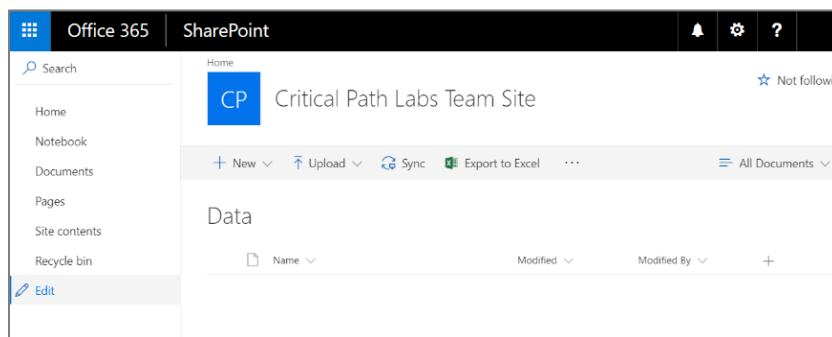 Office 365 SharePoint ?
Search
Home
Notebook
Documents
Pages
Site contents
Recycle bin
Edit
Home
CP Critical Path Labs Team Site
Not followi
+ New Upload Sync Export to Excel ··· All Documents
Data
Name Modified Modified By +